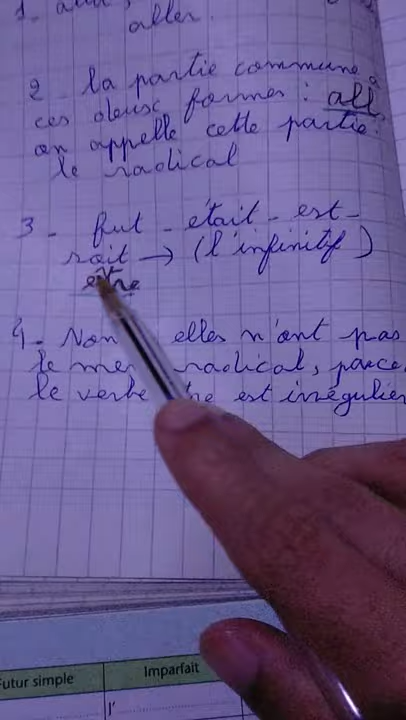 aller.
2. la partie commune à
ces deux formes : all
on appelle cette partie :
le radical
3 - fut - était - est -
soit → (l'infinitif)
être
4. Non elles n'ont pas
le radical, parce
le verbe est irrégulier
Futur simple
Imparfait